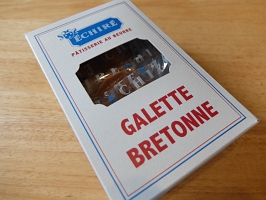 ÉCHIRÉ
PÂTISSERIE AU BEURRE
GALETTE
BRETONNE